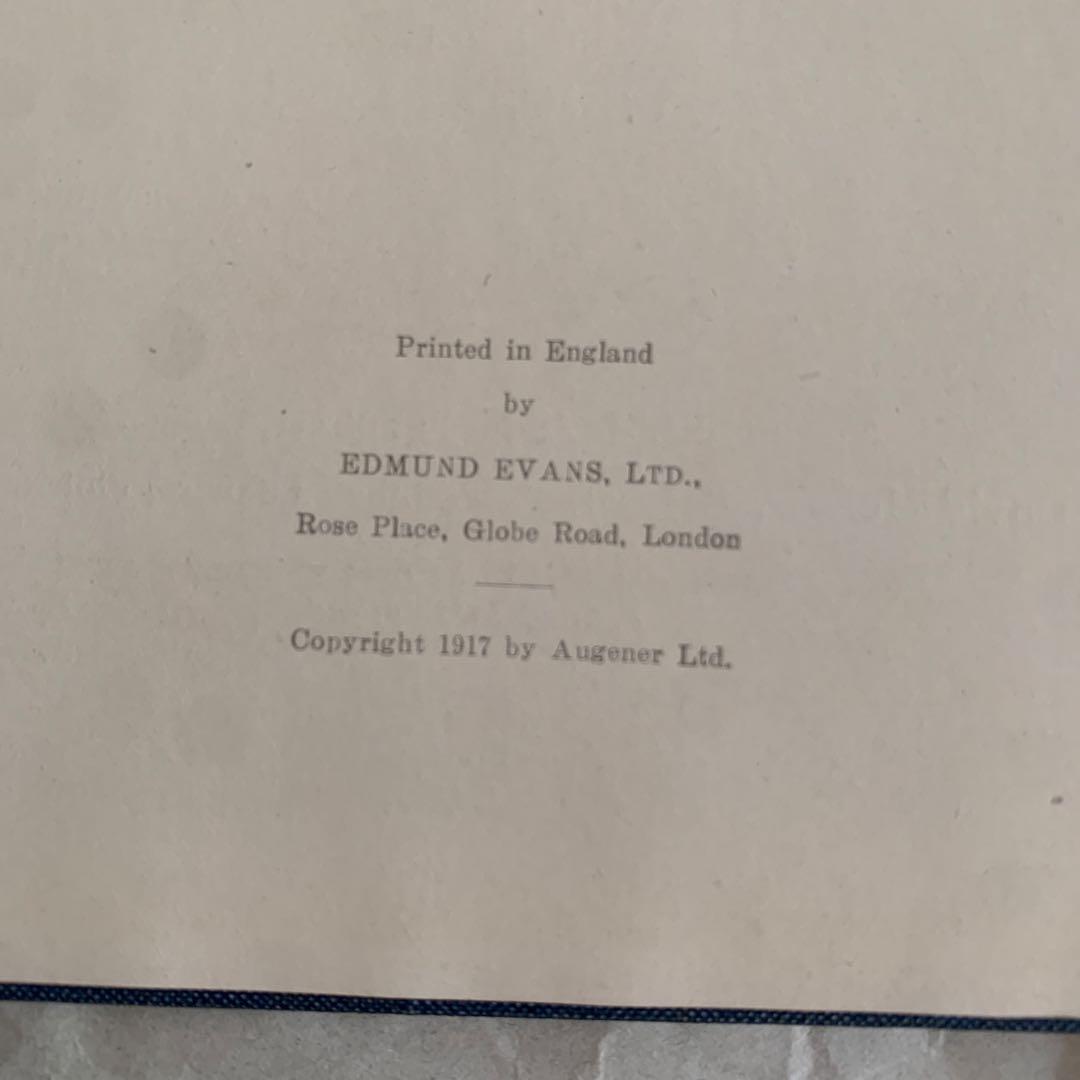 Printed in England
by
EDMUND EVANS, LTD.,
Rose Place, Globe Road, London
Copyright 1917 by Augener Ltd.